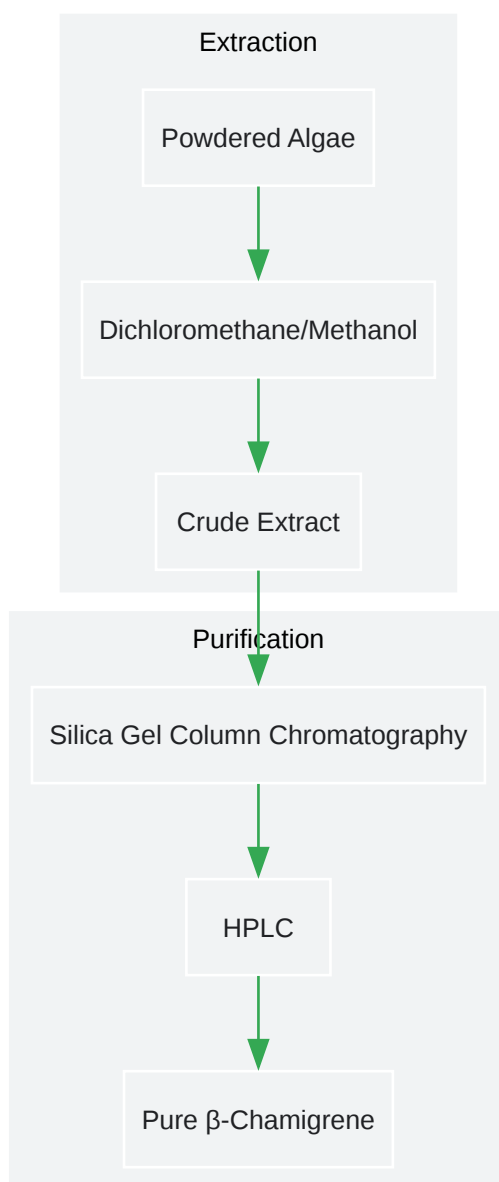 Extraction
Powdered Algae
Dichloromethane/Methanol
Crude Extract
Purification
Silica Gel Column Chromatography
HPLC
Pure β-Chamigrene